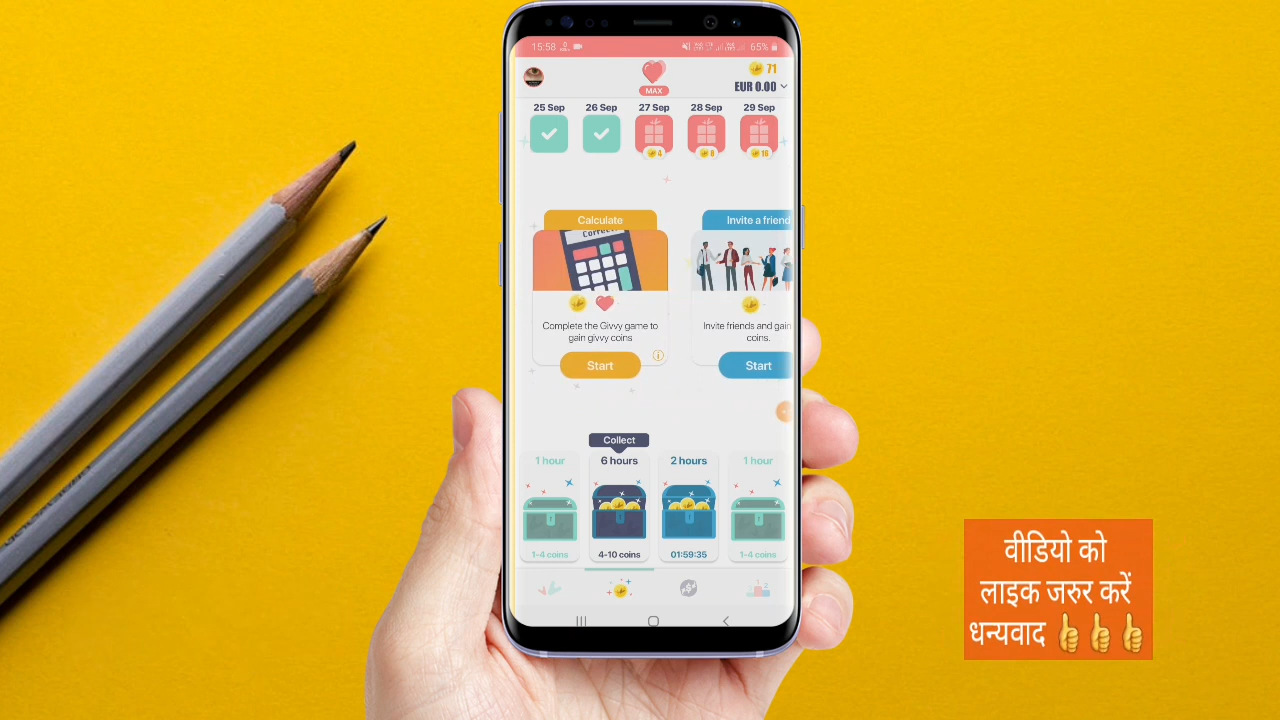 15:58
65%
71
EUR 0.00
MAX
25 Sep
26 Sep
27 Sep
28 Sep
29 Sep
4
8
16
Calculate
Invite a friend
Correct
Complete the Givvy game to
gain givvy coins
Start
Invite friends and gain
coins.
Start
Collect
1 hour
6 hours
2 hours
1 hour
1-4 coins
4-10 coins
01:59:35
1-4 coins
वीडियो को
लाइक जरुर करें
धन्यवाद 👍👍👍